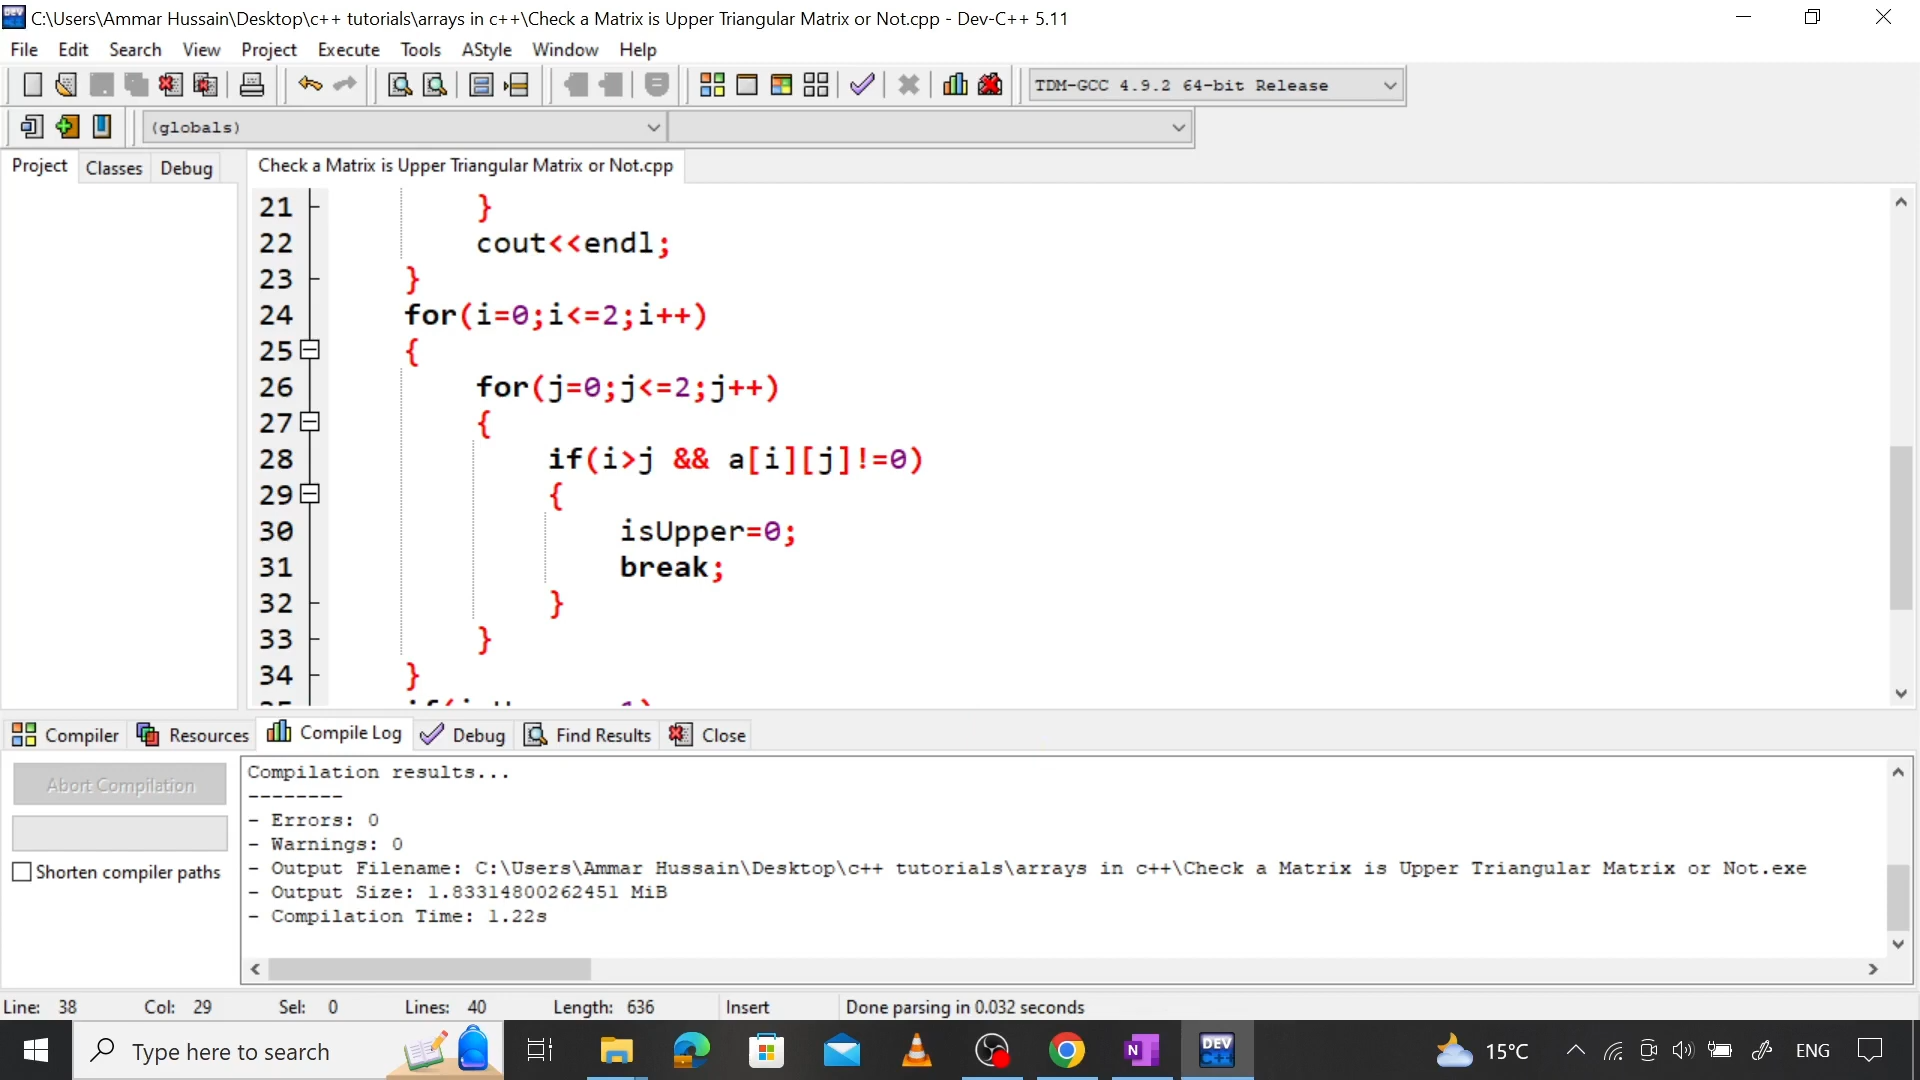 C:\Users\Ammar Hussain\Desktop\c++ tutorials\arrays in c++\Check a Matrix is Upper Triangular Matrix or Not.cpp - Dev-C++ 5.11
File Edit Search View Project Execute Tools AStyle Window Help
TDM-GCC 4.9.2 64-bit Release
(globals)
Project Classes Debug
Check a Matrix is Upper Triangular Matrix or Not.cpp
21 }
22 cout<<endl;
23 }
24 for(i=0;i<=2;i++)
25 {
26 for(j=0;j<=2;j++)
27 {
28 if(i>j && a[i][j]!=0)
29 {
30 isUpper=0;
31 break;
32 }
33 }
34 }
Compiler Resources Compile Log Debug Find Results Close
Abort Compilation
Shorten compiler paths
Compilation results...
--------
- Errors: 0
- Warnings: 0
- Output Filename: C:\Users\Ammar Hussain\Desktop\c++ tutorials\arrays in c++\Check a Matrix is Upper Triangular Matrix or Not.exe
- Output Size: 1.83314800262451 MiB
- Compilation Time: 1.22s
Line: 38 Col: 29 Sel: 0 Lines: 40 Length: 636 Insert Done parsing in 0.032 seconds
Type here to search
N
DEV C++
15°C
ENG